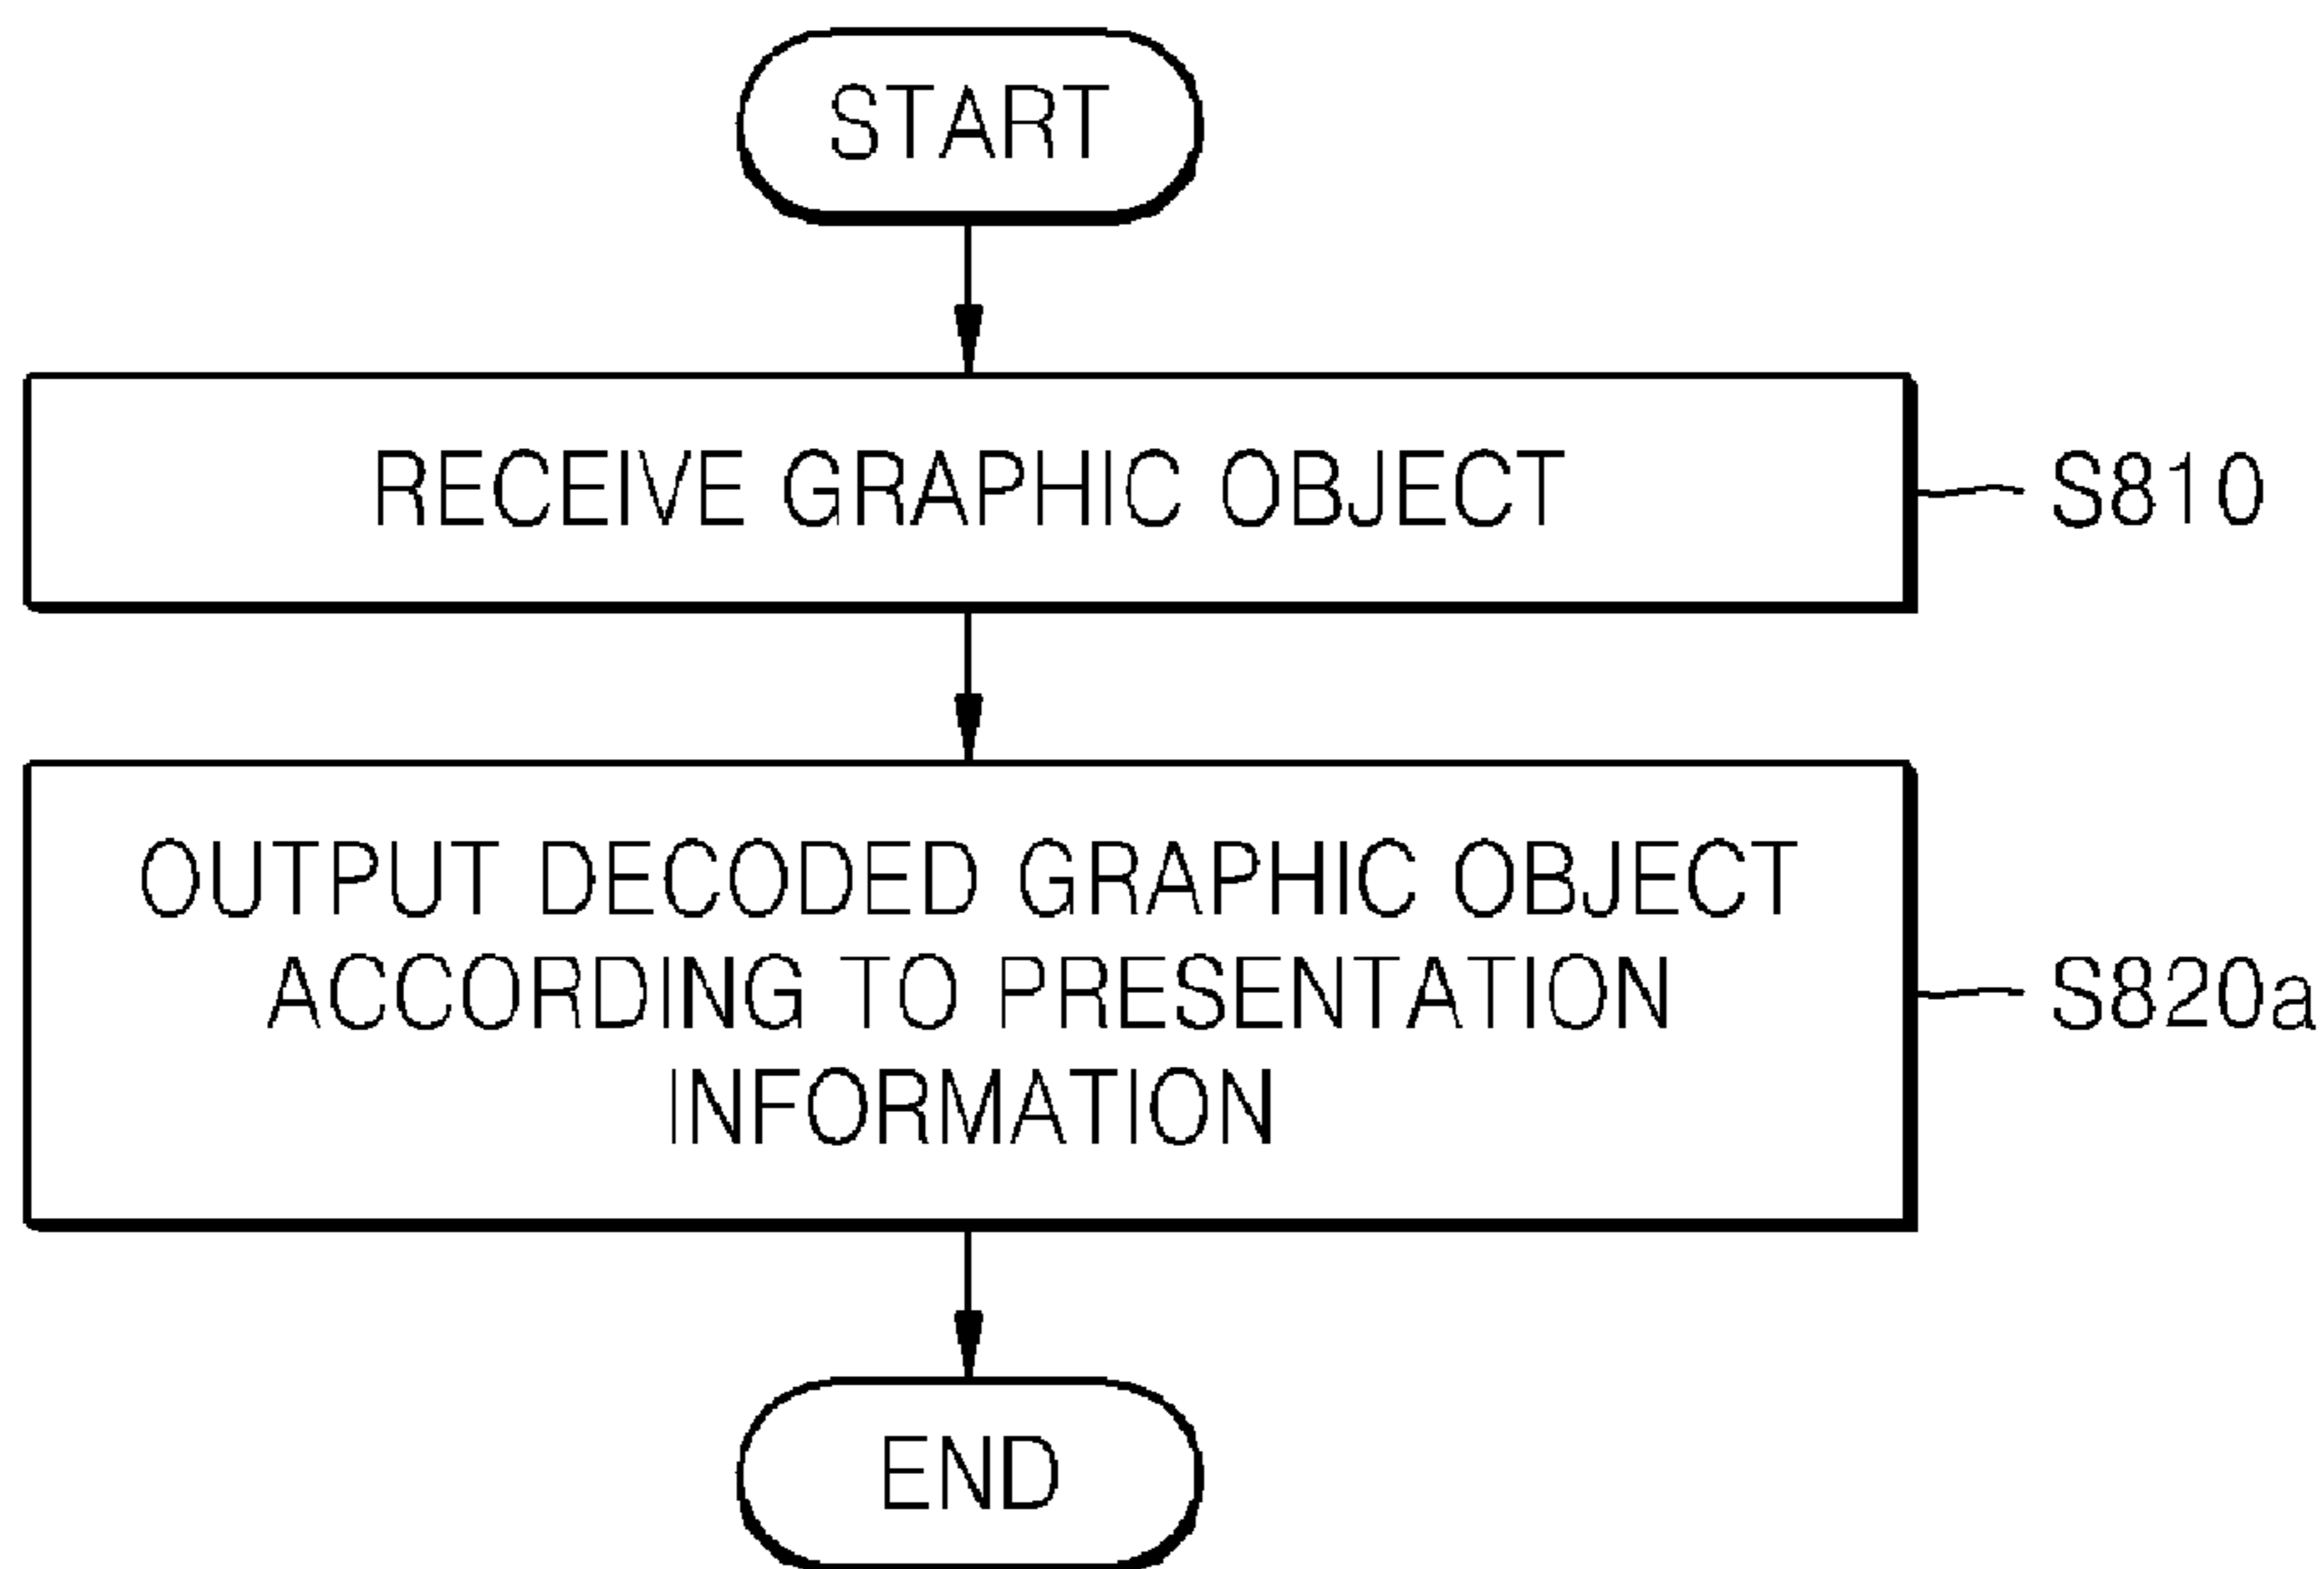 START
RECEIVE GRAPHIC OBJECT
S810
OUTPUT DECODED GRAPHIC OBJECT
ACCORDING TO PRESENTATION
INFORMATION
S820a
END